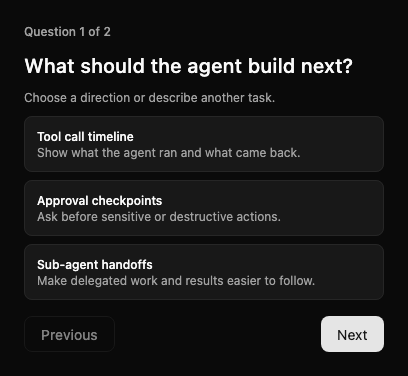 Question 1 of 2
What should the agent build next?
Choose a direction or describe another task.
Tool call timeline
Show what the agent ran and what came back.
Approval checkpoints
Ask before sensitive or destructive actions.
Sub-agent handoffs
Make delegated work and results easier to follow.
Previous
Next